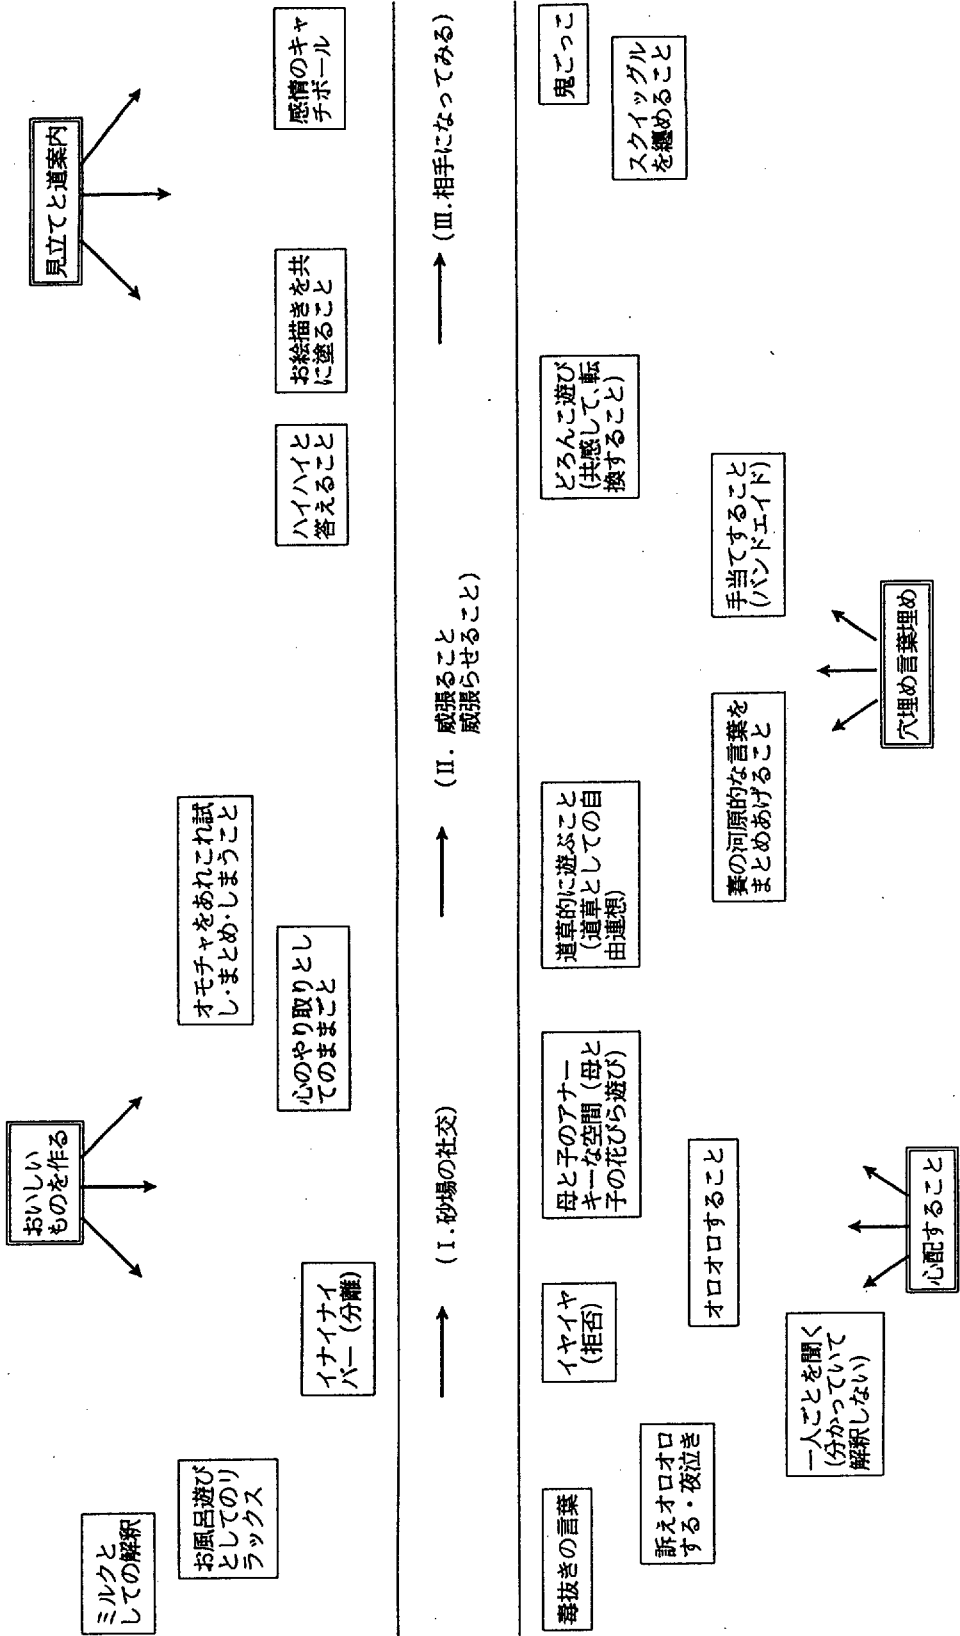 ミルクと
しての解釈
お風呂遊び
としてのリ
ラックス
イナイナイ
バー（分離）
おいしい
ものを作る
オモチャをあれこれ試
し・まとめ・しまうこと
心のやり取りとし
てのままごと
ハイハイと
答えること
お絵描きを共
に塗ること
見立てと道案内
感情のキャ
チボール
（Ⅰ.砂場の社交）
（Ⅱ. 威張ること
威張らせること）
（Ⅲ.相手になってみる）
毒抜きの言葉
訴えオロオロ
する・夜泣き
イヤイヤ
（拒否）
一人ごとを聞く
（分かっていて
解釈しない）
オロオロすること
心配すること
母と子のアナー
キーな空間（母と
子の花びら遊び）
道草的に遊ぶこと
（道草としての自
由連想）
賽の河原的な言葉を
まとめあげること
手当てすること
（バンドエイド）
穴埋め言葉埋め
どろんこ遊び
（共感して、転
換すること）
鬼ごっこ
スクイッグル
を纏めること